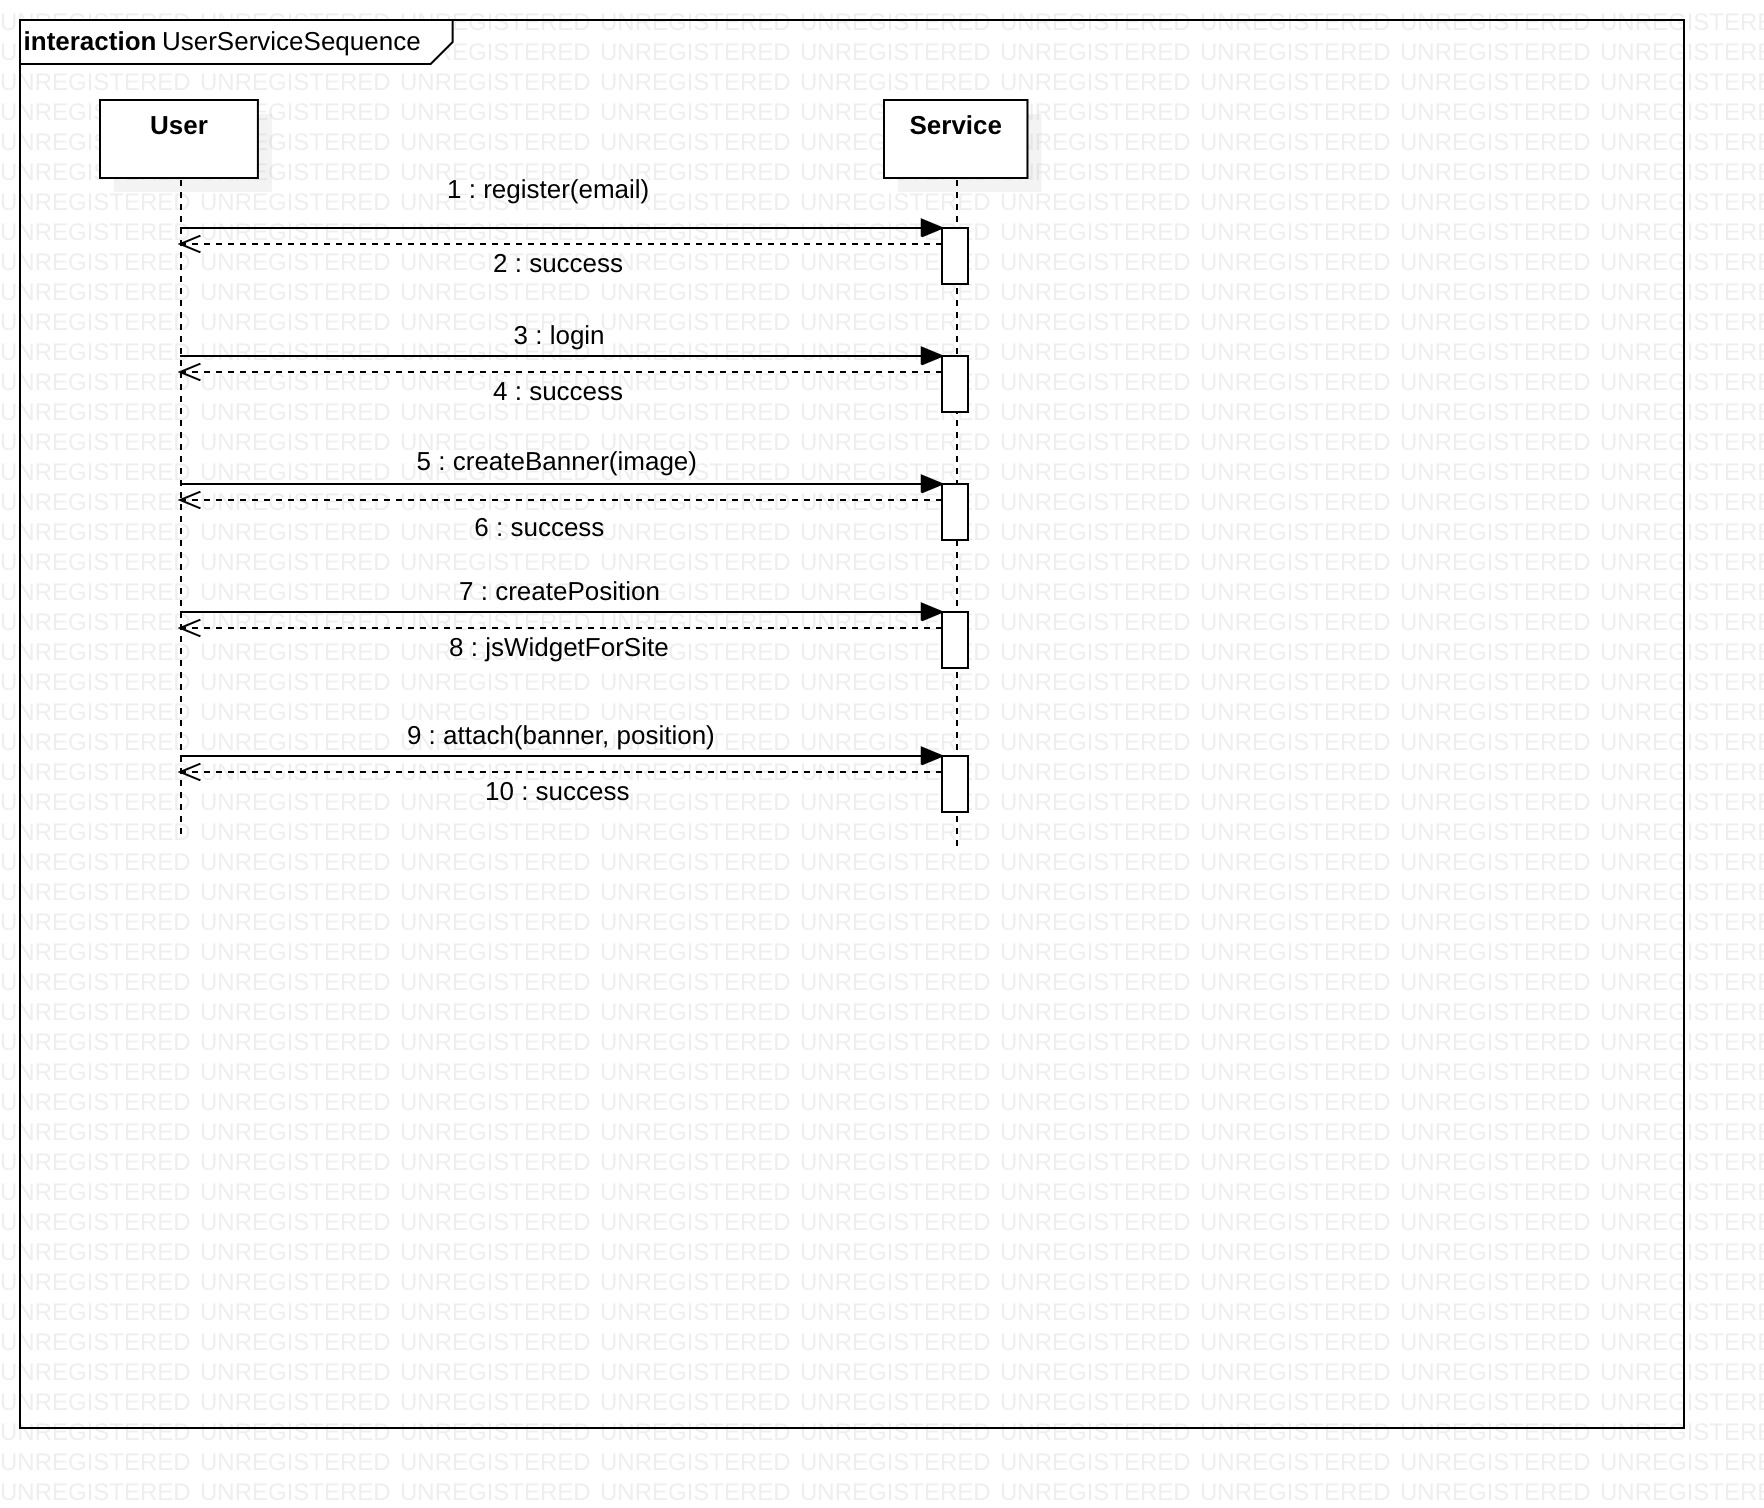 interaction UserServiceSequence
User
Service
1 : register(email)
2 : success
3 : login
4 : success
5 : createBanner(image)
6 : success
7 : createPosition
8 : jsWidgetForSite
9 : attach(banner, position)
10 : success
UNREGISTERED